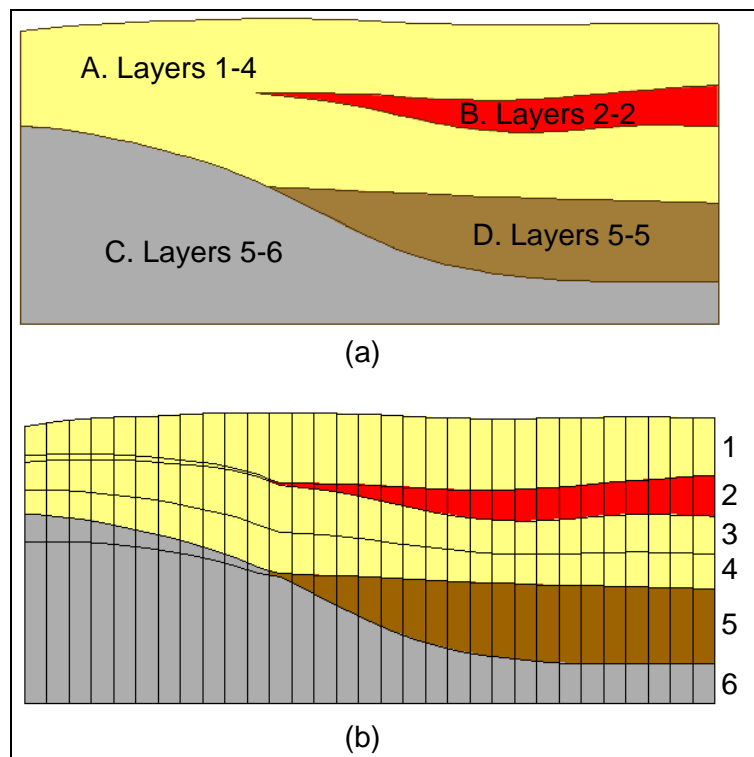 A. Layers 1-4
B. Layers 2-2
D. Layers 5-5
C. Layers 5-6
(a)
1
2
3
4
5
6
(b)